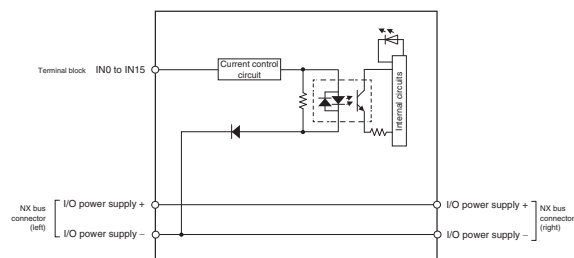 Terminal block IN0 to IN15
Current control
circuit
Internal circuits
NX bus
connector
(left)
I/O power supply +
I/O power supply −
I/O power supply +
I/O power supply −
NX bus
connector
(right)